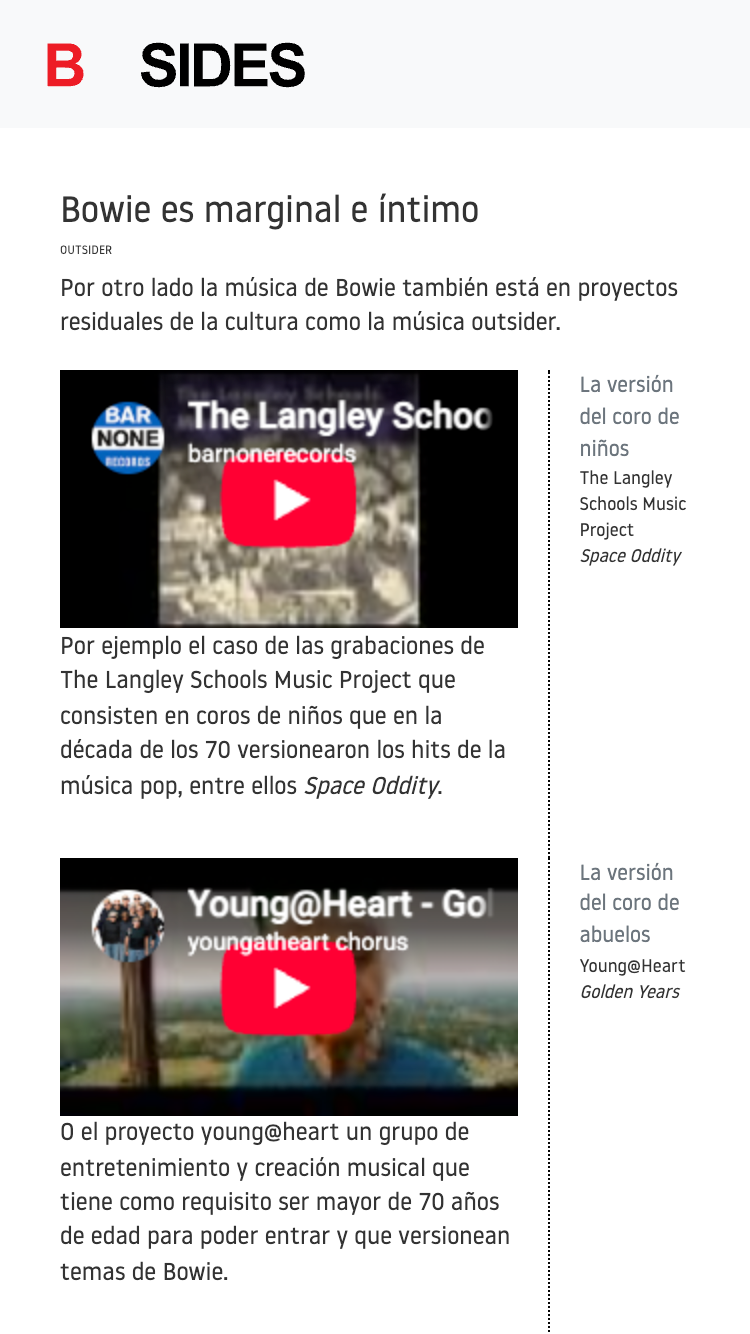 B SIDES
Bowie es marginal e íntimo
OUTSIDER
Por otro lado la música de Bowie también está en proyectos
residuales de la cultura como la música outsider.
BAR
NONE
RECORDS
The Langley Schoo
barnonerecords
La versión
del coro de
niños
The Langley
Schools Music
Project
Space Oddity
Por ejemplo el caso de las grabaciones de
The Langley Schools Music Project que
consisten en coros de niños que en la
década de los 70 versionearon los hits de la
música pop, entre ellos Space Oddity.
Young@Heart - Go
youngatheart chorus
La versión
del coro de
abuelos
Young@Heart
Golden Years
O el proyecto young@heart un grupo de
entretenimiento y creación musical que
tiene como requisito ser mayor de 70 años
de edad para poder entrar y que versionean
temas de Bowie.